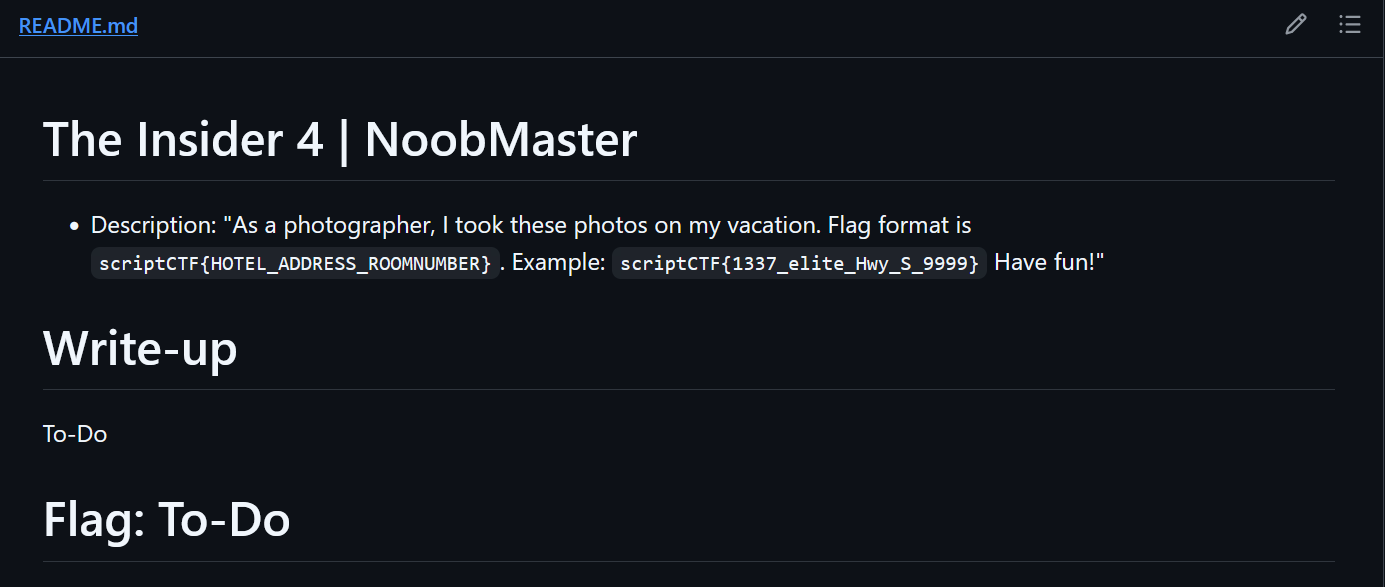 README.md
The Insider 4 | NoobMaster
• Description: "As a photographer, I took these photos on my vacation. Flag format is
scriptCTF{HOTEL_ADDRESS_ROOMNUMBER}. Example: scriptCTF{1337_elite_Hwy_S_9999} Have fun!"
Write-up
To-Do
Flag: To-Do